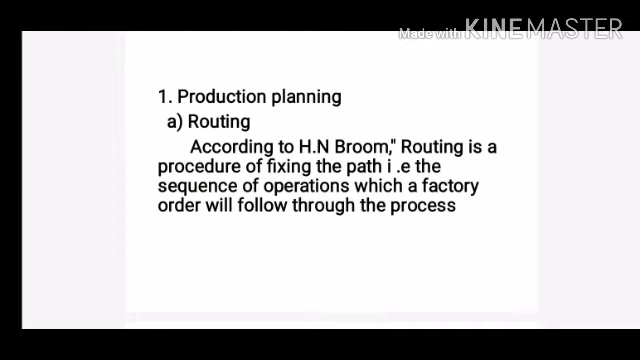 Made with KINEMASTER
1. Production planning
a) Routing
According to H.N Broom," Routing is a
procedure of fixing the path i .e the
sequence of operations which a factory
order will follow through the process